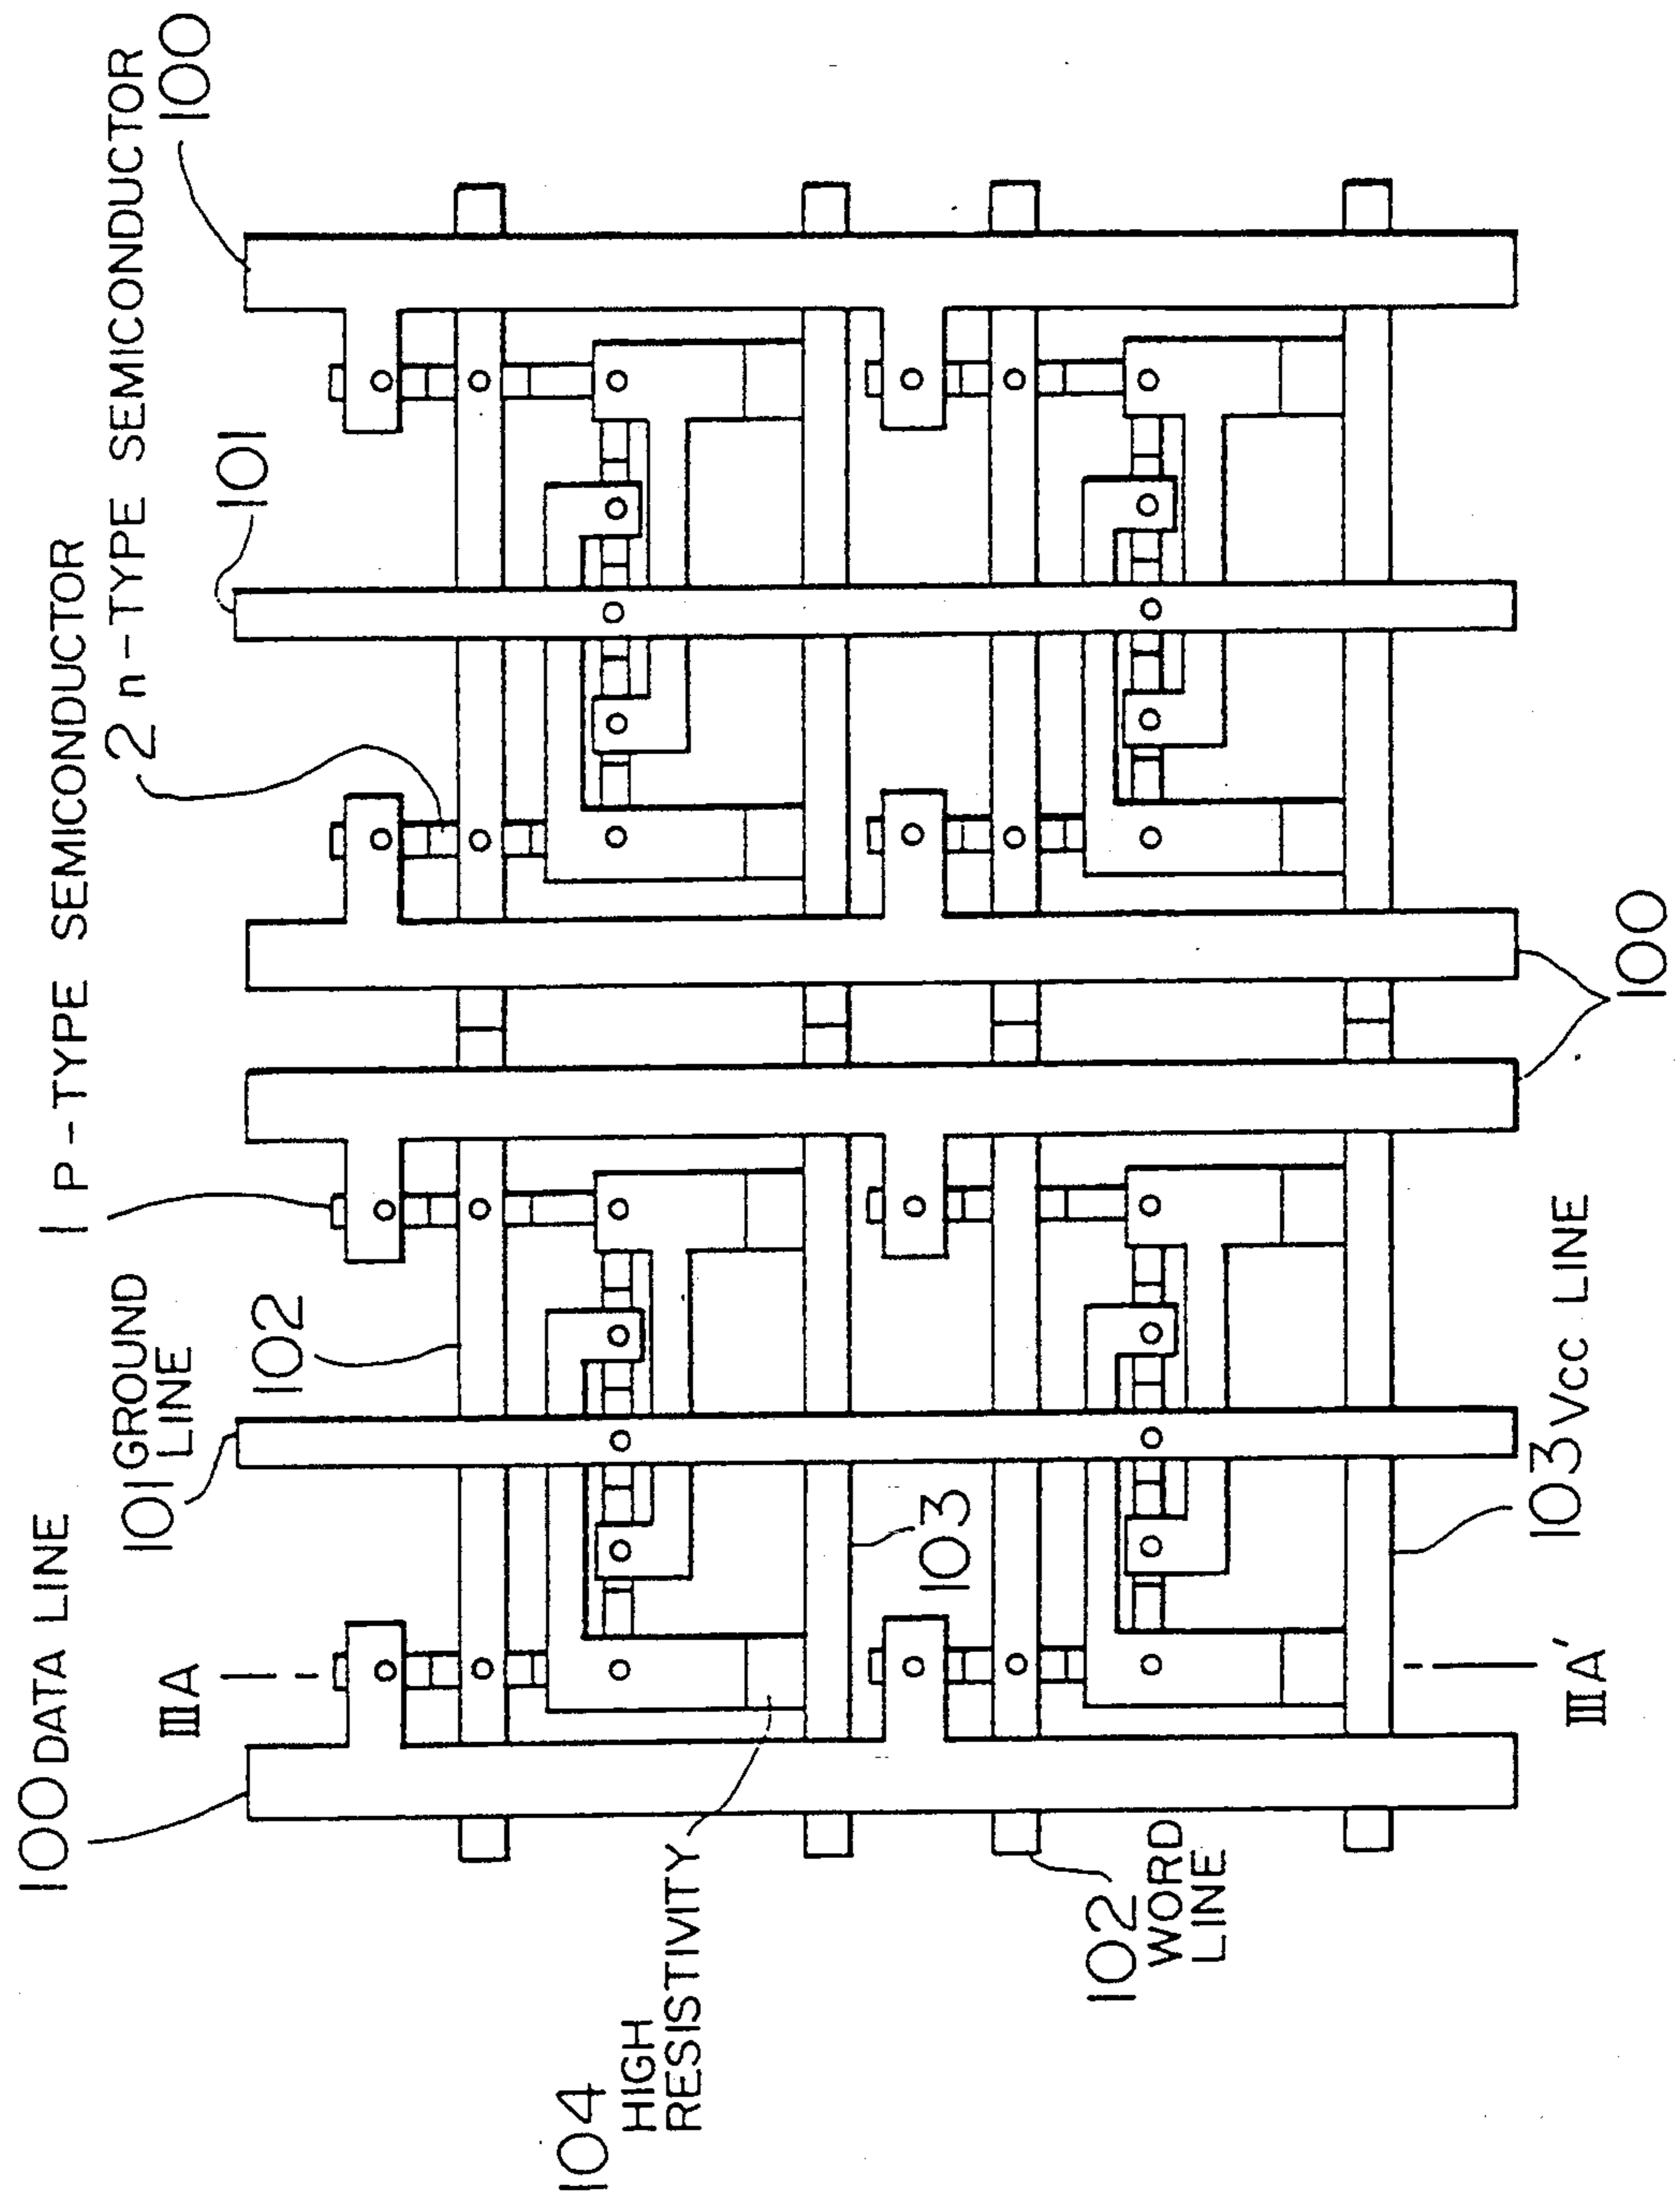 100 DATA LINE
IIIA
101 GROUND
LINE
102
1 P-TYPE SEMICONDUCTOR
2 n-TYPE SEMICONDUCTOR
101
100
104
HIGH
RESISTIVITY
103
102
WORD
LINE
IIIA'
103 Vcc LINE
100